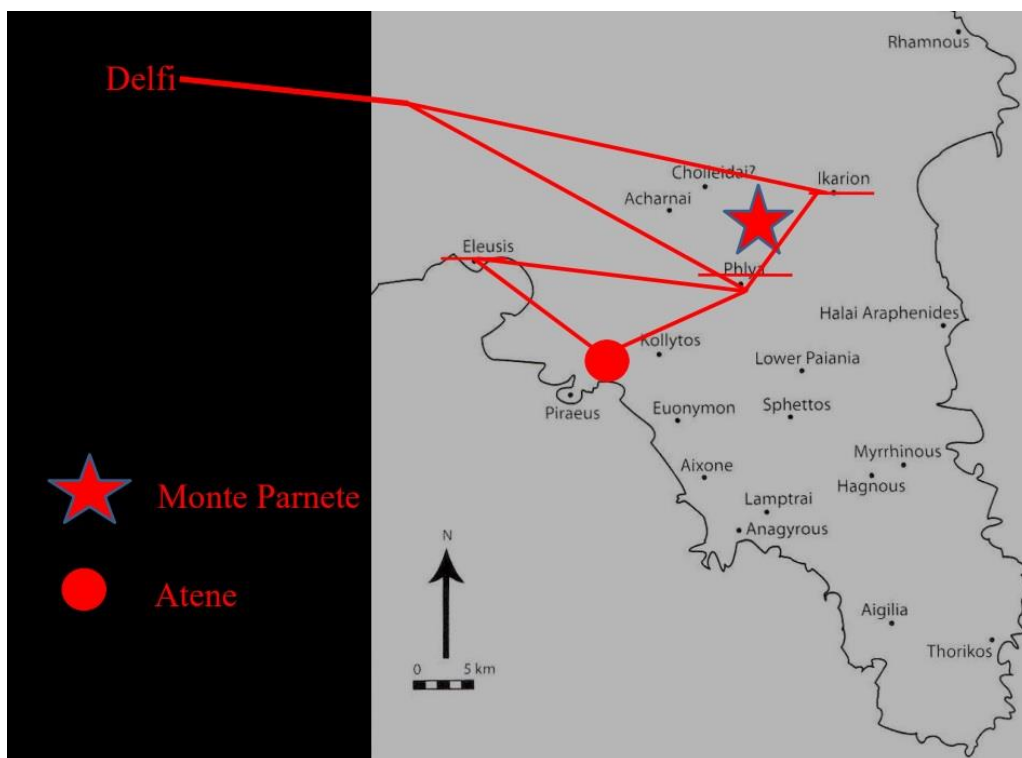 Rhamnous
Delfi
Cholleidai?
Ikarion
Acharnai
Eleusis
Phlya
Halai Araphenides
Kollytos
Lower Paiania
Piraeus
Euonymon
Sphettos
Myrrhinous
Aixone
Hagnous
Monte Parnete
Lamptrai
Anagyrous
N
Atene
Aigilia
Thorikos
0 5 km